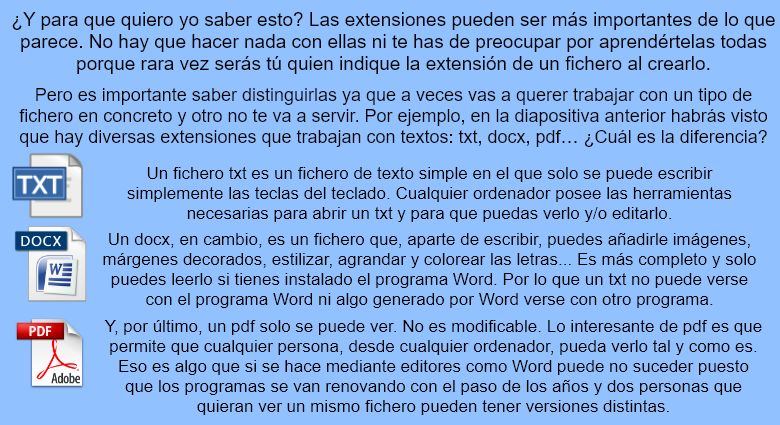 ¿Y para que quiero yo saber esto? Las extensiones pueden ser más importantes de lo que
parece. No hay que hacer nada con ellas ni te has de preocupar por aprendértelas todas
porque rara vez serás tú quien indique la extensión de un fichero al crearlo.
Pero es importante saber distinguirlas ya que a veces vas a querer trabajar con un tipo de
fichero en concreto y otro no te va a servir. Por ejemplo, en la diapositiva anterior habrás visto
que hay diversas extensiones que trabajan con textos: txt, docx, pdf… ¿Cuál es la diferencia?
TXT
Un fichero txt es un fichero de texto simple en el que solo se puede escribir
simplemente las teclas del teclado. Cualquier ordenador posee las herramientas
necesarias para abrir un txt y para que puedas verlo y/o editarlo.
DOCX
W
Un docx, en cambio, es un fichero que, aparte de escribir, puedes añadirle imágenes,
márgenes decorados, estilizar, agrandar y colorear las letras... Es más completo y solo
puedes leerlo si tienes instalado el programa Word. Por lo que un txt no puede verse
con el programa Word ni algo generado por Word verse con otro programa.
PDF
Adobe
Y, por último, un pdf solo se puede ver. No es modificable. Lo interesante de pdf es que
permite que cualquier persona, desde cualquier ordenador, pueda verlo tal y como es.
Eso es algo que si se hace mediante editores como Word puede no suceder puesto
que los programas se van renovando con el paso de los años y dos personas que
quieran ver un mismo fichero pueden tener versiones distintas.